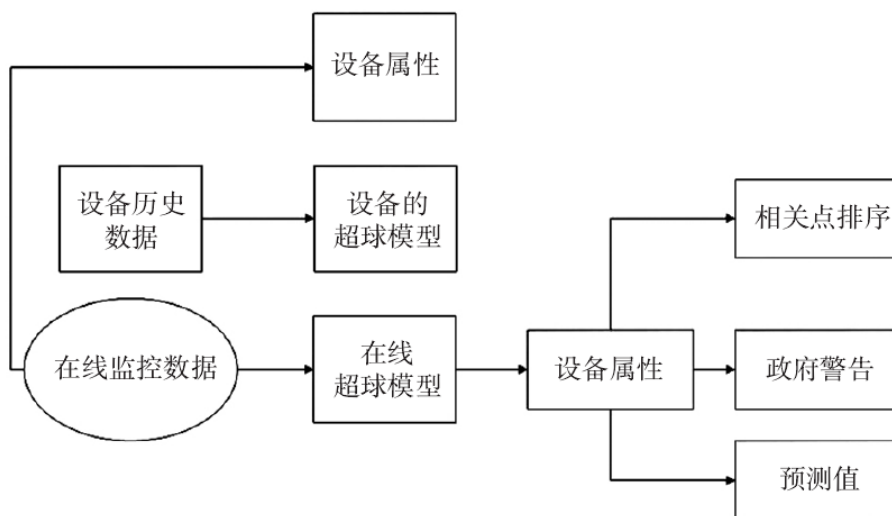 设备属性
设备历史
数据
设备的
超球模型
相关点排序
在线监控数据
在线
超球模型
设备属性
政府警告
预测值